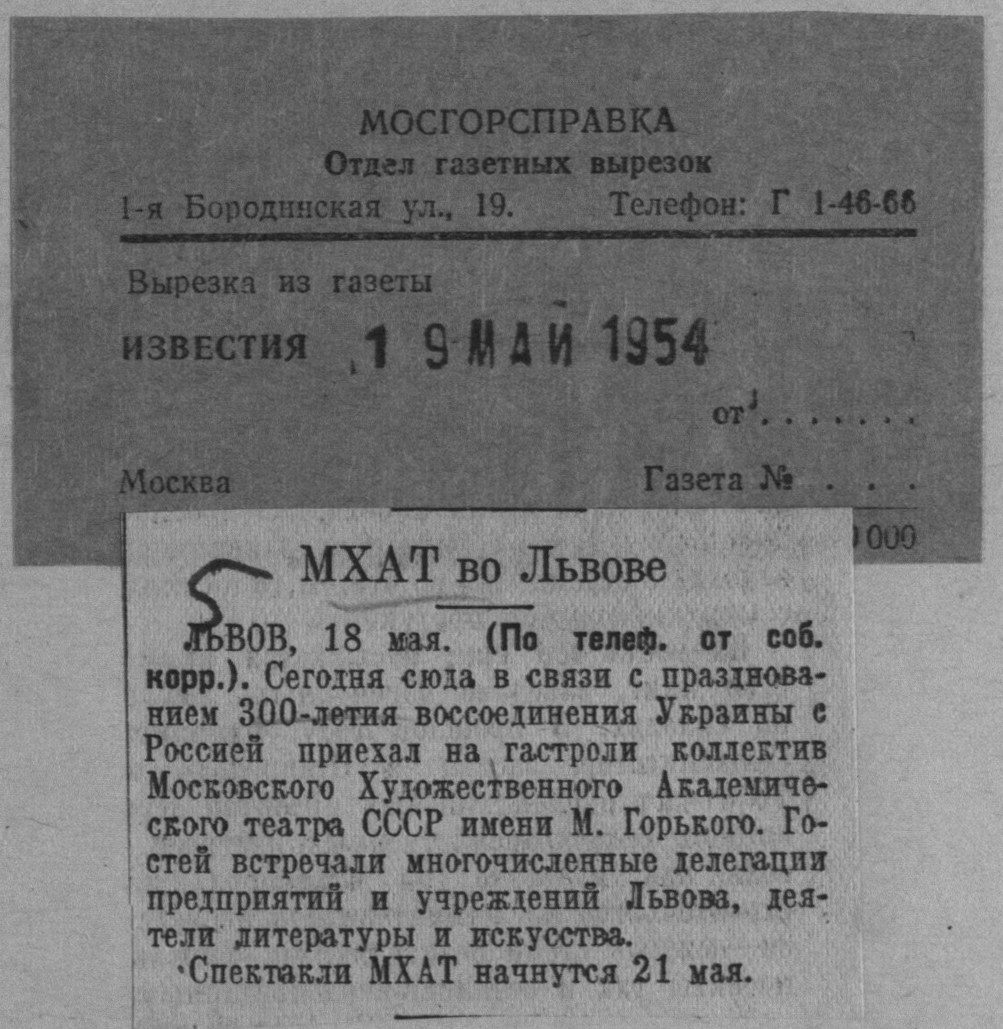 МОСГОРСПРАВКА
Отдел газетных вырезок
1-я Бородинская ул., 19. Телефон: Г 1-46-66
Вырезка из газеты
ИЗВЕСТИЯ 19 МАЙ 1954
от . . . . . . .
Москва Газета № . . .
000
МХАТ во Львове
ЛЬВОВ, 18 мая. (По телеф. от соб.
корр.). Сегодня сюда в связи с празднова-
нием 300-летия воссоединения Украины с
Россией приехал на гастроли коллектив
Московского Художественного Академиче-
ского театра СССР имени М. Горького. Го-
стей встречали многочисленные делегации
предприятий и учреждений Львова, дея-
тели литературы и искусства.
Спектакли МХАТ начнутся 21 мая.